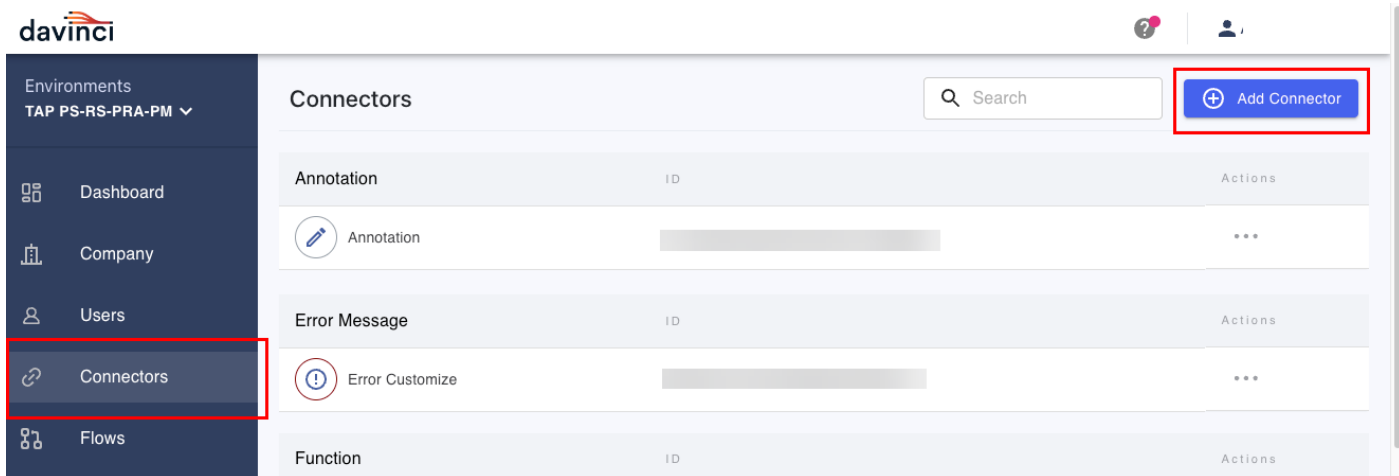 davinci
Environments
TAP PS-RS-PRA-PM
Dashboard
Company
Users
Connectors
Flows
Connectors
Search
Add Connector
Annotation ID Actions
Annotation
Error Message ID Actions
Error Customize
Function ID Actions